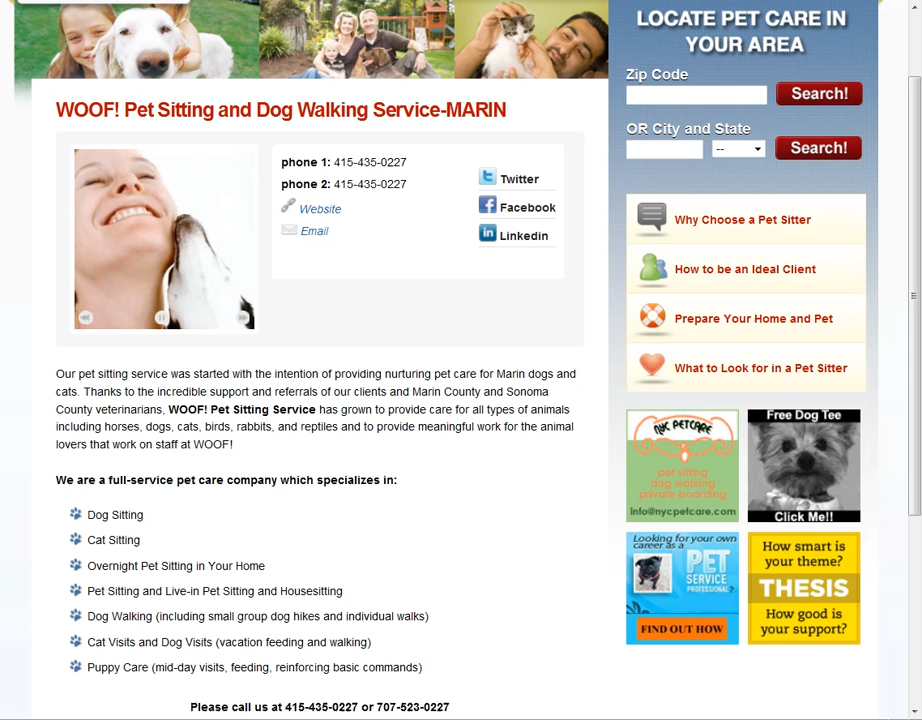 LOCATE PET CARE IN
YOUR AREA
Zip Code
Search!
OR City and State
--
Search!
WOOF! Pet Sitting and Dog Walking Service-MARIN
phone 1: 415-435-0227
phone 2: 415-435-0227
Website
Email
Twitter
Facebook
Linkedin
Why Choose a Pet Sitter
How to be an Ideal Client
Prepare Your Home and Pet
What to Look for in a Pet Sitter
Our pet sitting service was started with the intention of providing nurturing pet care for Marin dogs and
cats. Thanks to the incredible support and referrals of our clients and Marin County and Sonoma
County veterinarians, WOOF! Pet Sitting Service has grown to provide care for all types of animals
including horses, dogs, cats, birds, rabbits, and reptiles and to provide meaningful work for the animal
lovers that work on staff at WOOF!
We are a full-service pet care company which specializes in:
Dog Sitting
Cat Sitting
Overnight Pet Sitting in Your Home
Pet Sitting and Live-in Pet Sitting and Housesitting
Dog Walking (including small group dog hikes and individual walks)
Cat Visits and Dog Visits (vacation feeding and walking)
Puppy Care (mid-day visits, feeding, reinforcing basic commands)
Please call us at 415-435-0227 or 707-523-0227
NYC PETCARE
pet sitting
dog walking
private boarding
info@nycpetcare.com
Free Dog Tee
Click Me!!
Looking for your own
career as a
PET
SERVICE
PROFESSIONAL?
FIND OUT HOW
How smart is
your theme?
THESIS
How good is
your support?